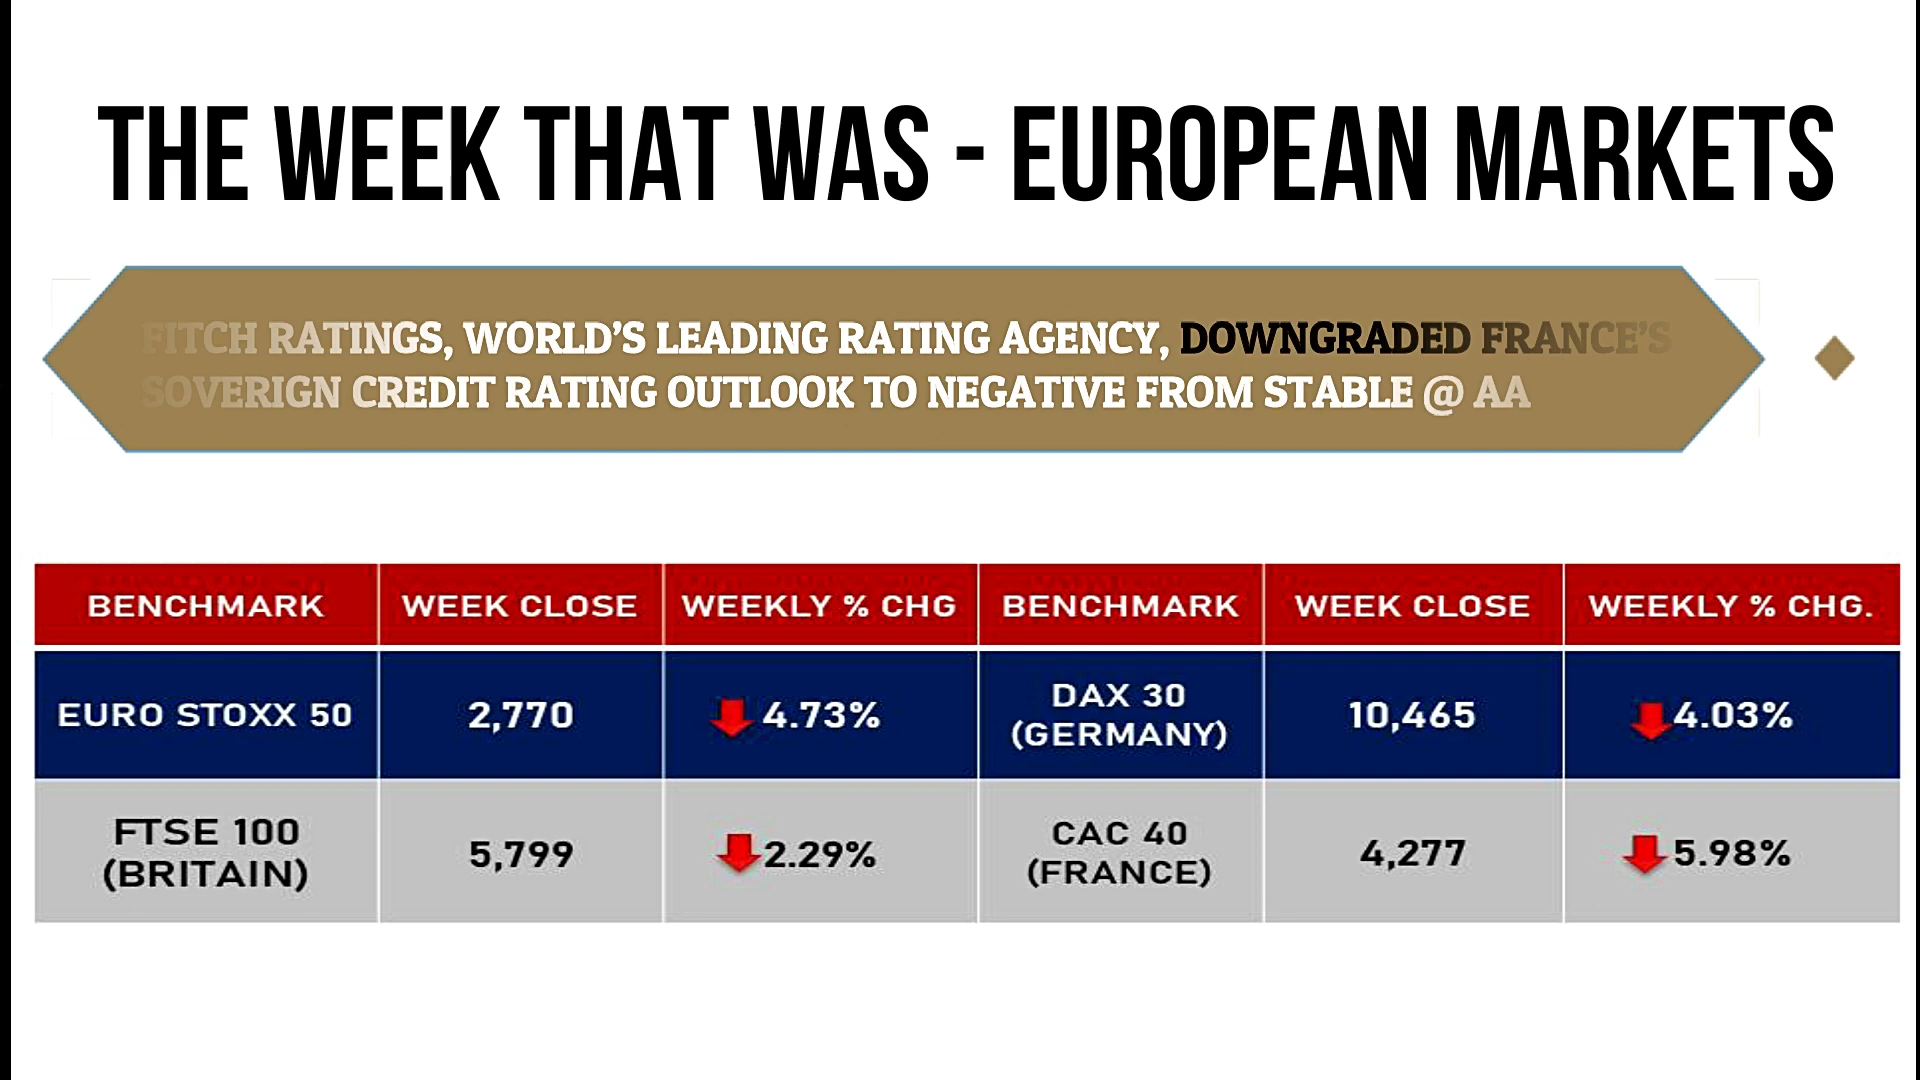 THE WEEK THAT WAS - EUROPEAN MARKETS
FITCH RATINGS, WORLD'S LEADING RATING AGENCY, DOWNGRADED FRANCE'S
SOVERIGN CREDIT RATING OUTLOOK TO NEGATIVE FROM STABLE @ AA
BENCHMARK WEEK CLOSE WEEKLY % CHG BENCHMARK WEEK CLOSE WEEKLY % CHG.
EURO STOXX 50 2,770 4.73% DAX 30 (GERMANY) 10,465 4.03%
FTSE 100 (BRITAIN) 5,799 2.29% CAC 40 (FRANCE) 4,277 5.98%